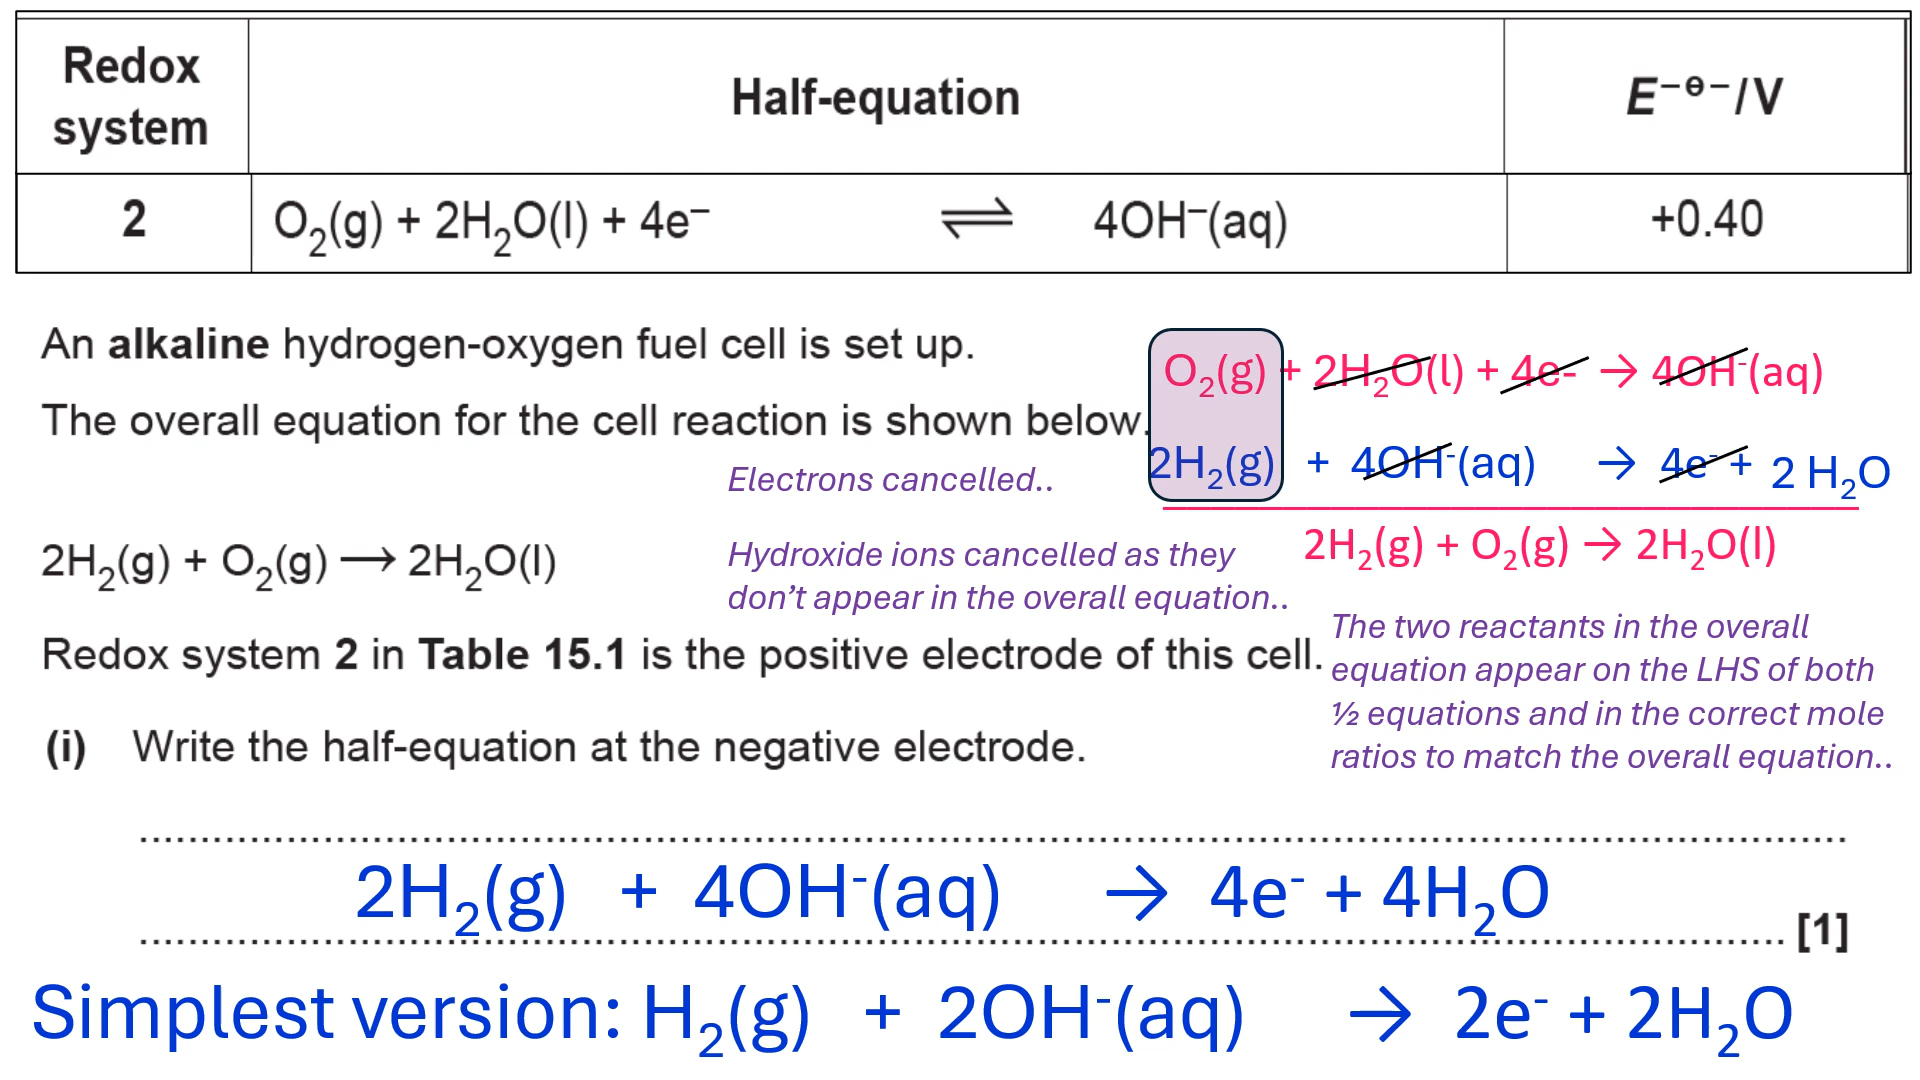 Redox system
Half-equation
E⁻ᶱ⁻/V
2
O₂(g) + 2H₂O(l) + 4e⁻ ⇌ 4OH⁻(aq)
+0.40
An alkaline hydrogen-oxygen fuel cell is set up.
O₂(g) + 2H₂O(l) + 4e- → 4OH⁻(aq)
The overall equation for the cell reaction is shown below.
2H₂(g) + 4OH⁻(aq) → 4e⁻ + 2 H₂O
Electrons cancelled..
2H₂(g) + O₂(g) → 2H₂O(l)
2H₂(g) + O₂(g) ⟶ 2H₂O(l)
Hydroxide ions cancelled as they
don’t appear in the overall equation..
Redox system 2 in Table 15.1 is the positive electrode of this cell.
The two reactants in the overall
equation appear on the LHS of both
½ equations and in the correct mole
ratios to match the overall equation..
(i) Write the half-equation at the negative electrode.
2H₂(g) + 4OH⁻(aq) → 4e⁻ + 4H₂O
[1]
Simplest version: H₂(g) + 2OH⁻(aq) → 2e⁻ + 2H₂O